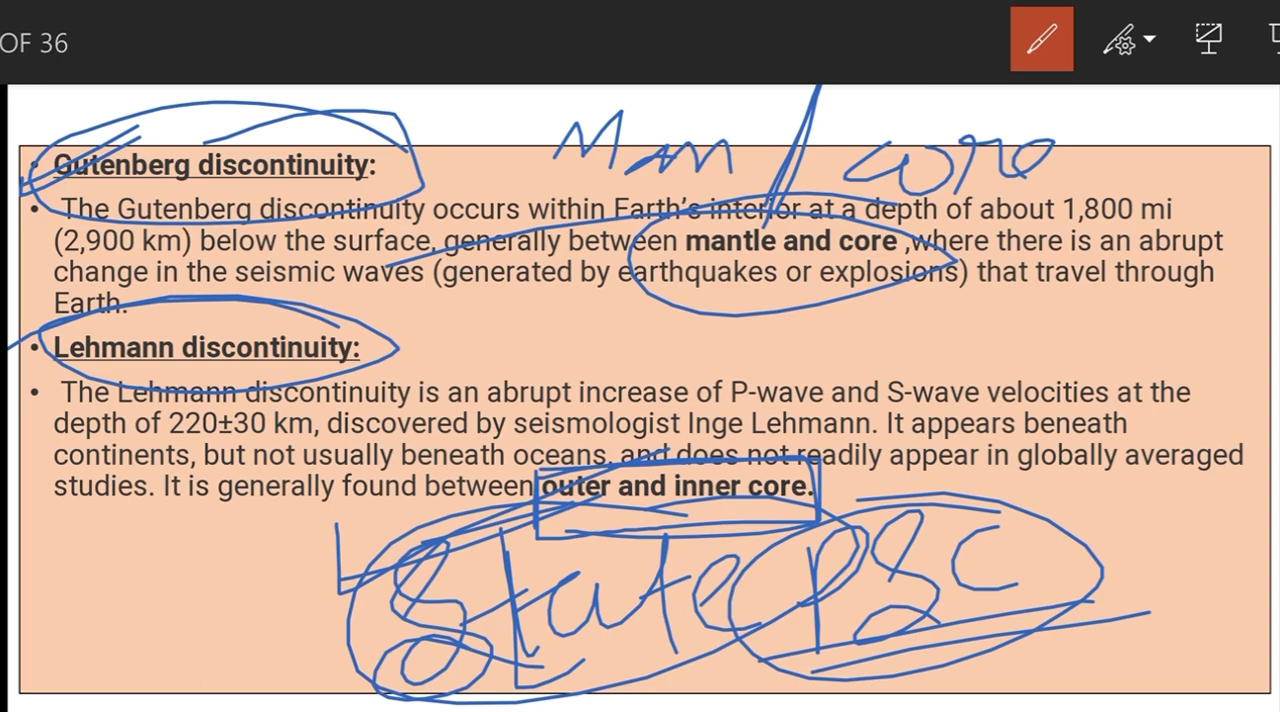 OF 36
Man / core
• Gutenberg discontinuity:
• The Gutenberg discontinuity occurs within Earth's interior at a depth of about 1,800 mi
(2,900 km) below the surface, generally between mantle and core ,where there is an abrupt
change in the seismic waves (generated by earthquakes or explosions) that travel through
Earth.
• Lehmann discontinuity:
• The Lehmann discontinuity is an abrupt increase of P-wave and S-wave velocities at the
depth of 220±30 km, discovered by seismologist Inge Lehmann. It appears beneath
continents, but not usually beneath oceans, and does not readily appear in globally averaged
studies. It is generally found between outer and inner core.
State PSC